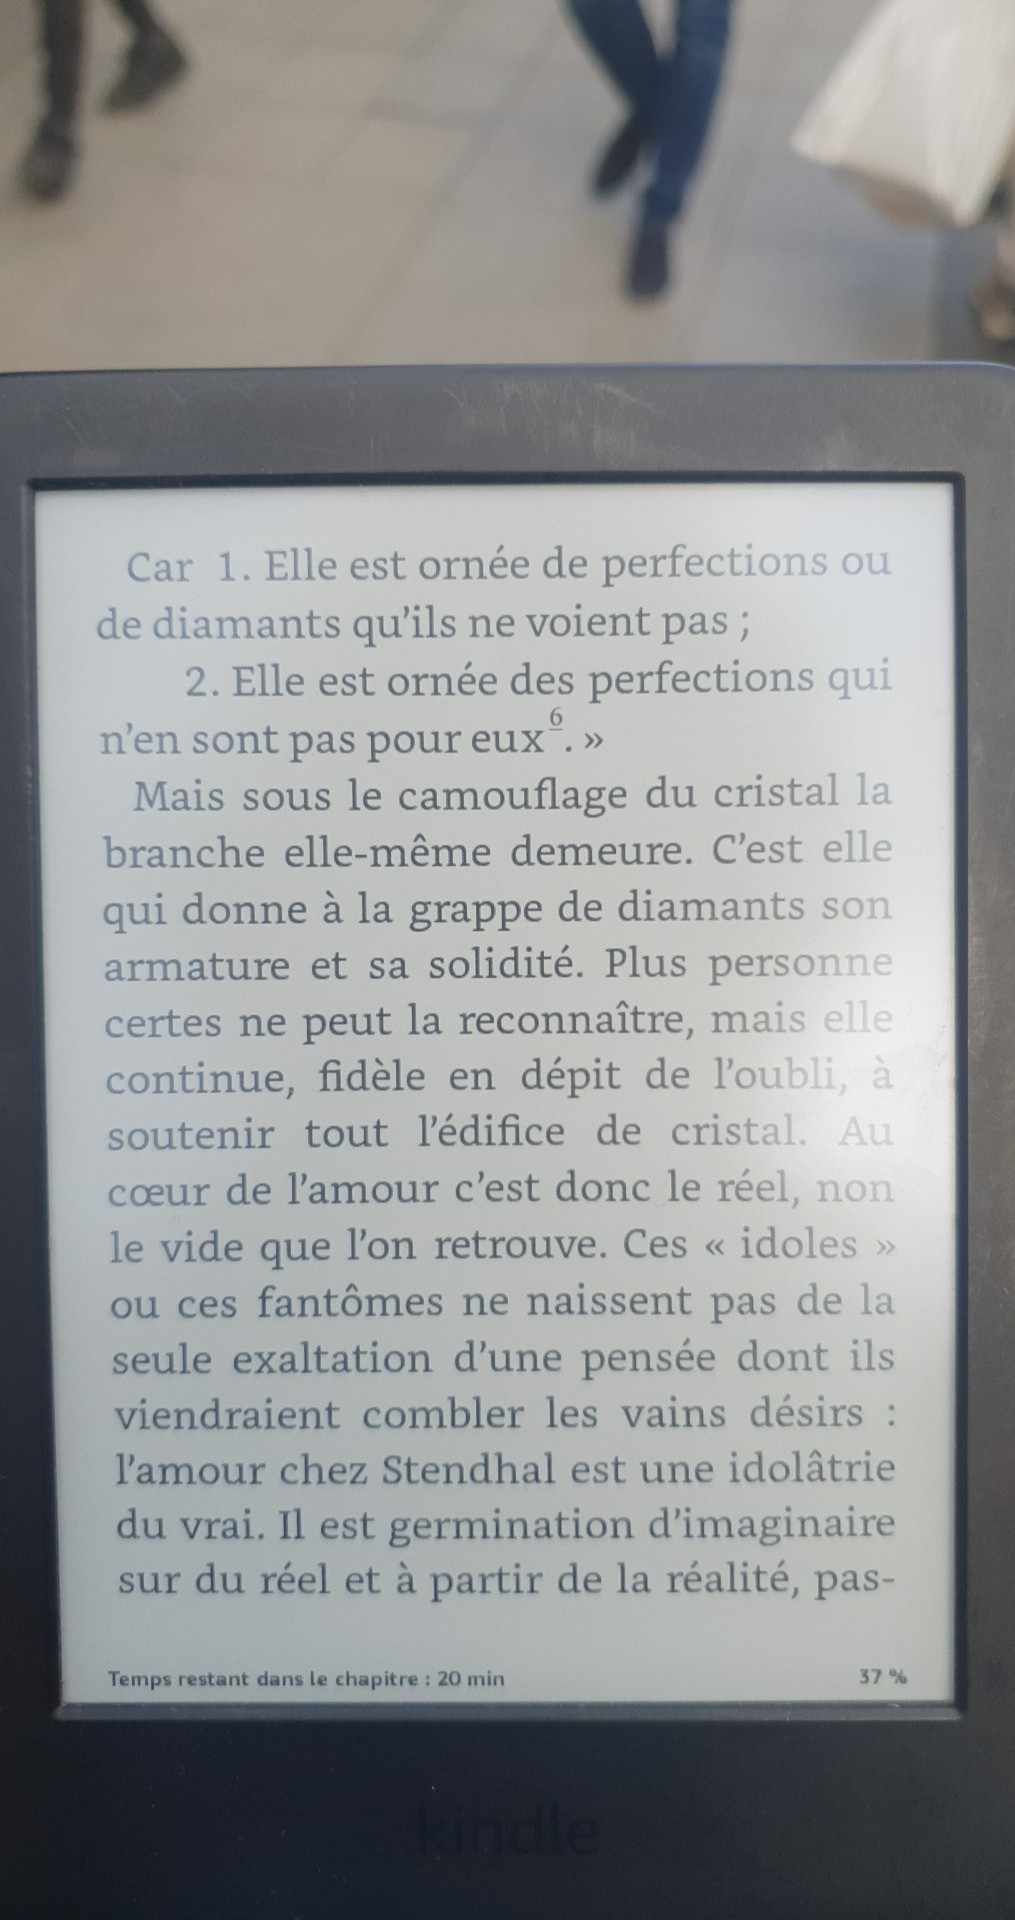 Car 1. Elle est ornée de perfections ou
de diamants qu'ils ne voient pas ;
2. Elle est ornée des perfections qui
n'en sont pas pour eux6. »
Mais sous le camouflage du cristal la
branche elle-même demeure. C'est elle
qui donne à la grappe de diamants son
armature et sa solidité. Plus personne
certes ne peut la reconnaître, mais elle
continue, fidèle en dépit de l'oubli, à
soutenir tout l'édifice de cristal. Au
cœur de l'amour c'est donc le réel, non
le vide que l'on retrouve. Ces « idoles »
ou ces fantômes ne naissent pas de la
seule exaltation d'une pensée dont ils
viendraient combler les vains désirs :
l'amour chez Stendhal est une idolâtrie
du vrai. Il est germination d'imaginaire
sur du réel et à partir de la réalité, pas-
Temps restant dans le chapitre : 20 min 37 %
kindle